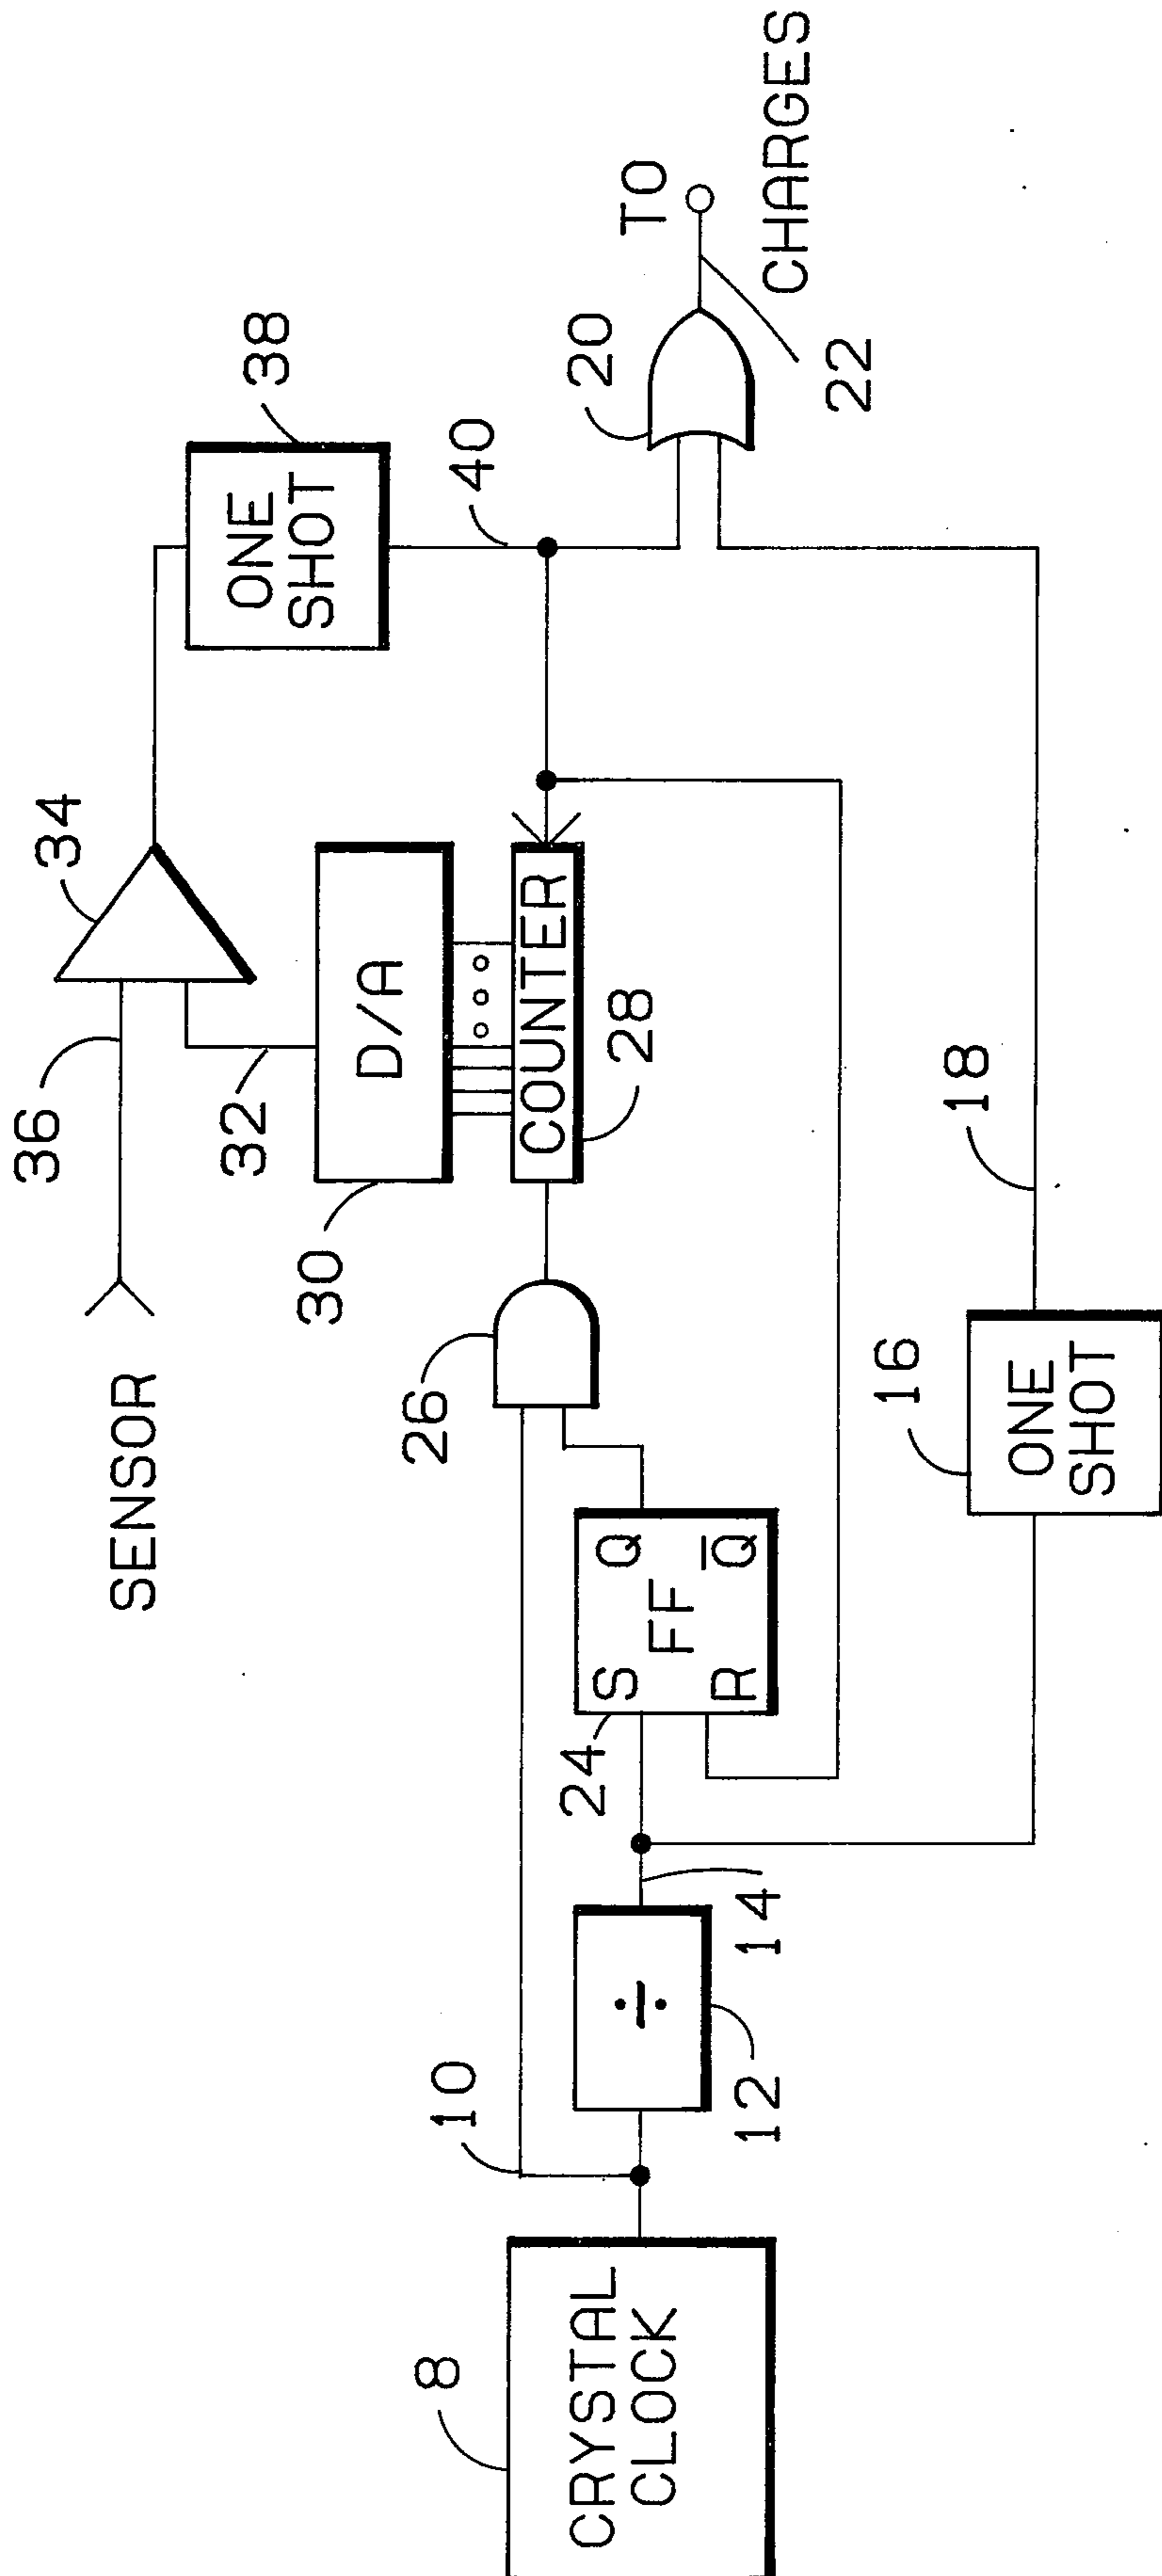 SENSOR
36
34
32
38
ONE
SHOT
30
D/A
40
26
COUNTER
28
20
TO
CHARGES
22
10
8
CRYSTAL
CLOCK
÷
12
14
24
S
Q
FF
R
Q̅
16
ONE
SHOT
18